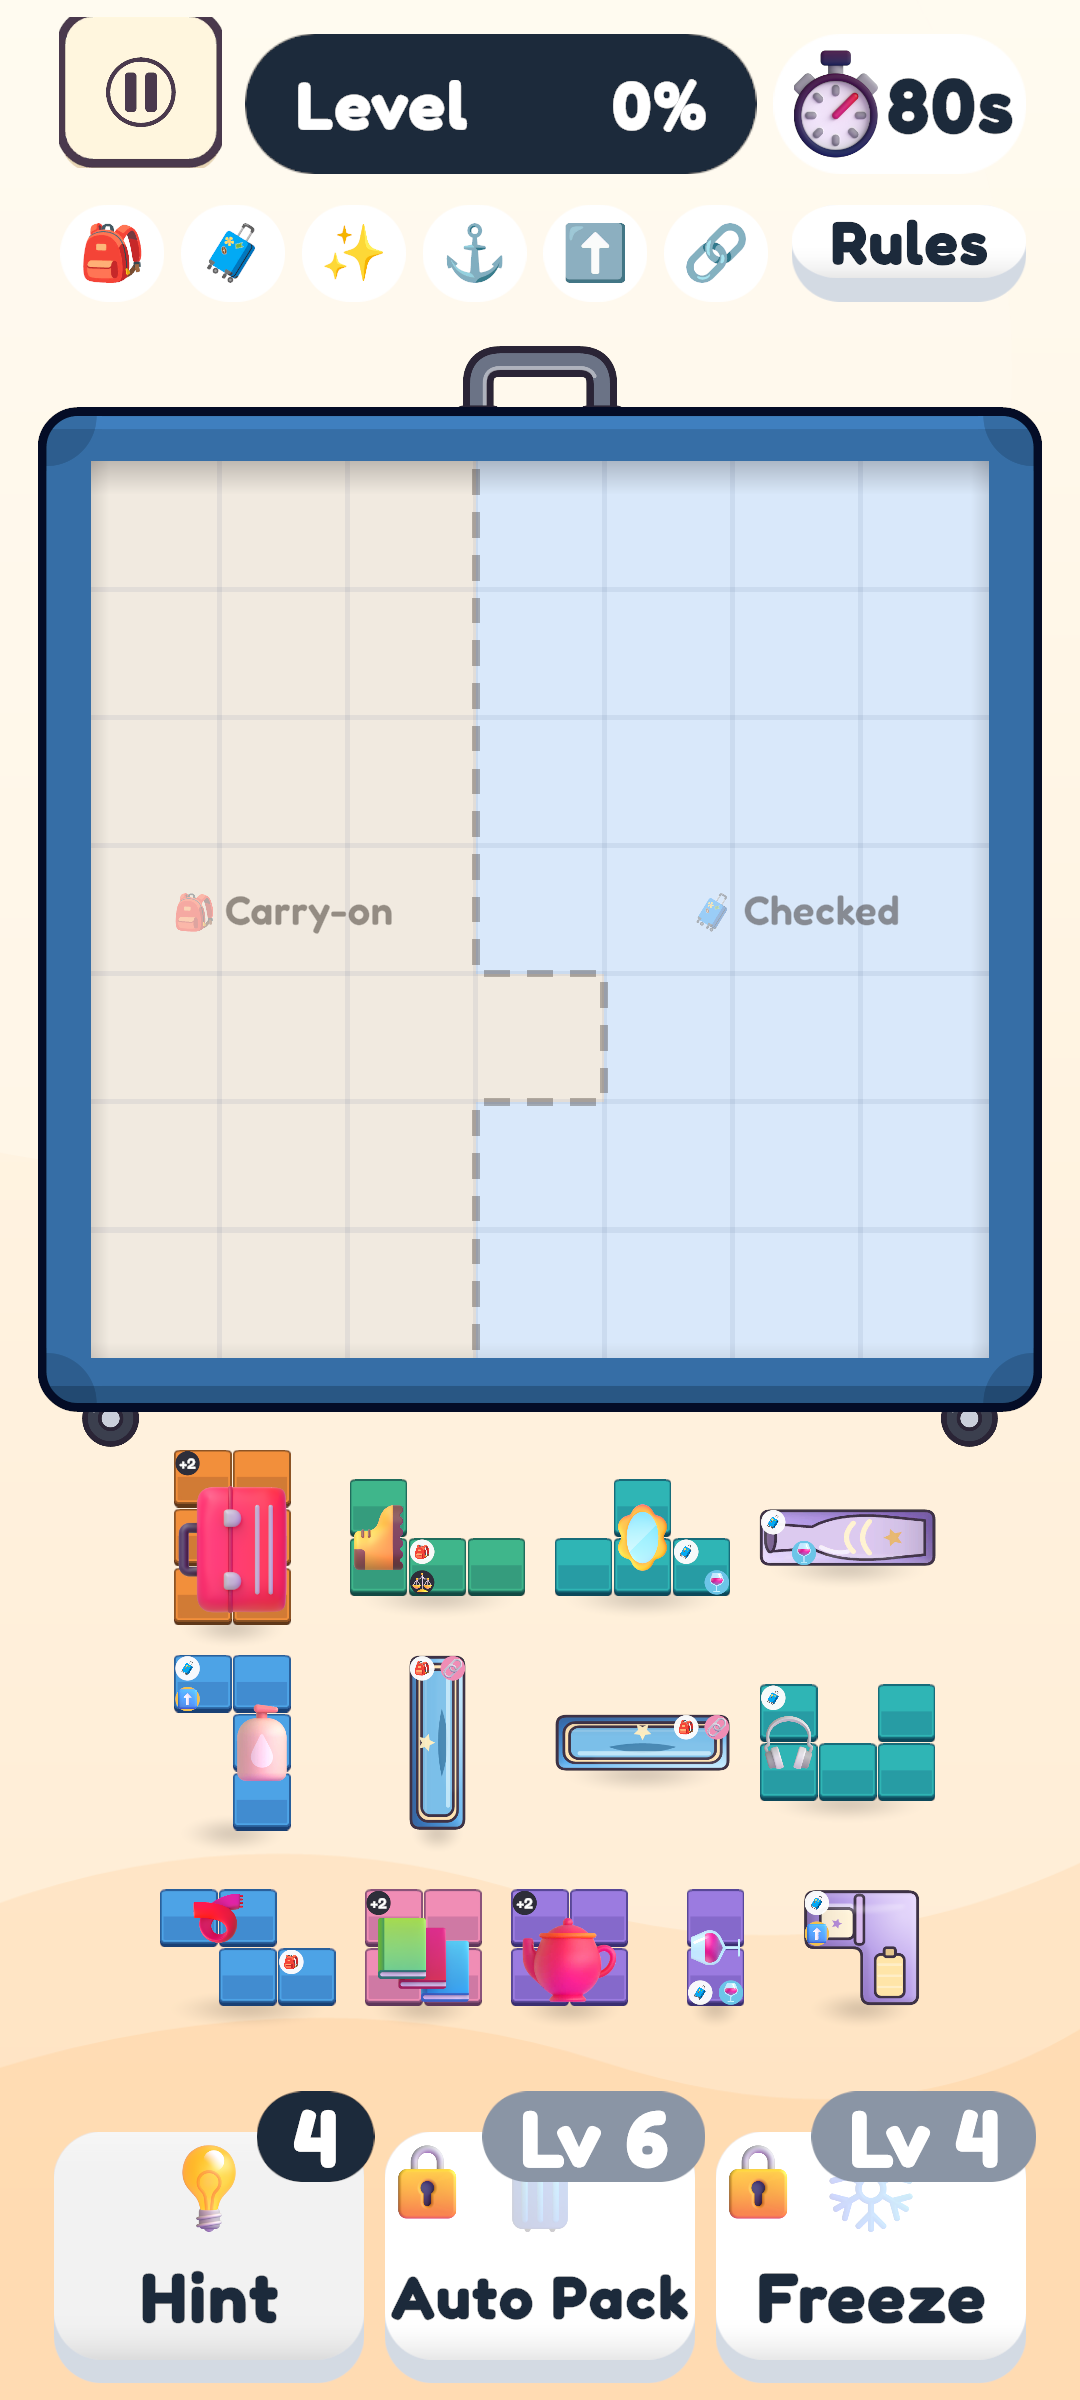 Level 0% 80s
Rules
Carry-on Checked
+2
+2 +2
4 Lv 6 Lv 4
Hint Auto Pack Freeze